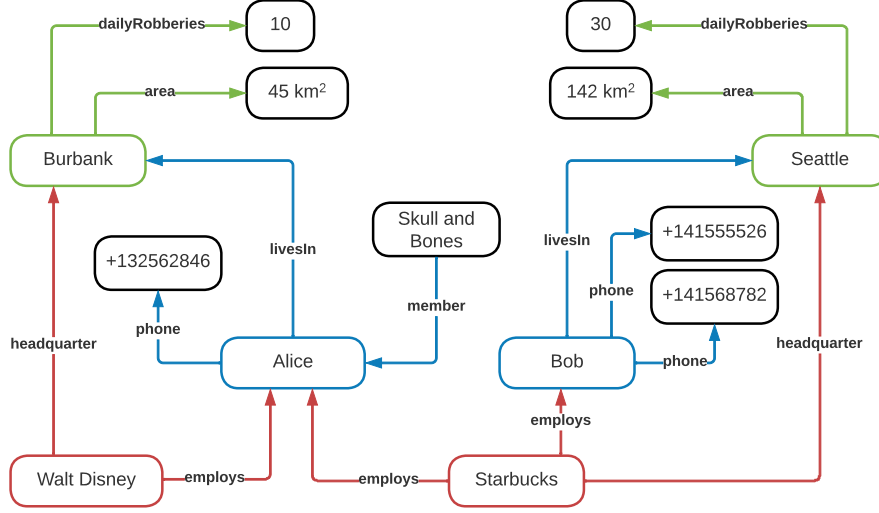 dailyRobberies
10
30
dailyRobberies
area
45 km²
142 km²
area
Burbank
Seattle
Skull and
Bones
+141555526
livesIn
livesIn
+132562846
phone
+141568782
member
phone
headquarter
headquarter
Alice
Bob
phone
employs
Walt Disney
employs
employs
Starbucks